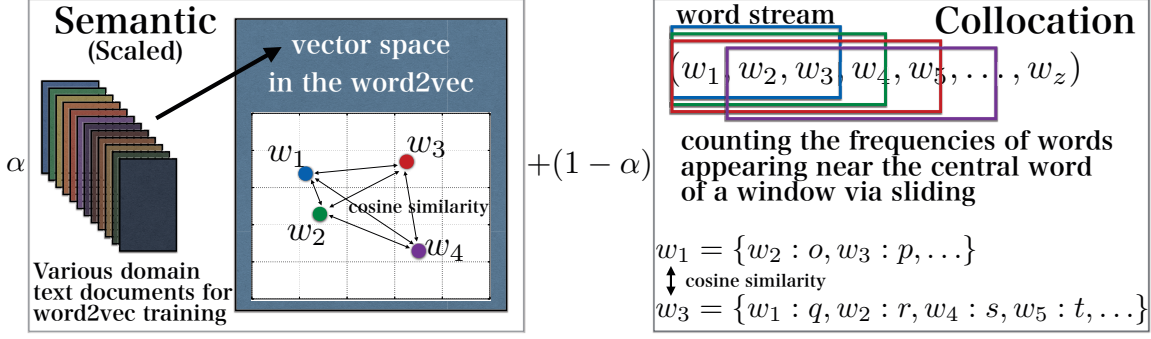 Semantic
(Scaled)
α
vector space
in the word2vec
w₁
w₃
cosine similarity
w₂
w₄
Various domain
text documents for
word2vec training
+(1 − α)
word stream
Collocation
(w₁, w₂, w₃, w₄, w₅, . . . , w_z)
counting the frequencies of words
appearing near the central word
of a window via sliding
w₁ = {w₂ : o, w₃ : p, . . .}
cosine similarity
w₃ = {w₁ : q, w₂ : r, w₄ : s, w₅ : t, . . .}